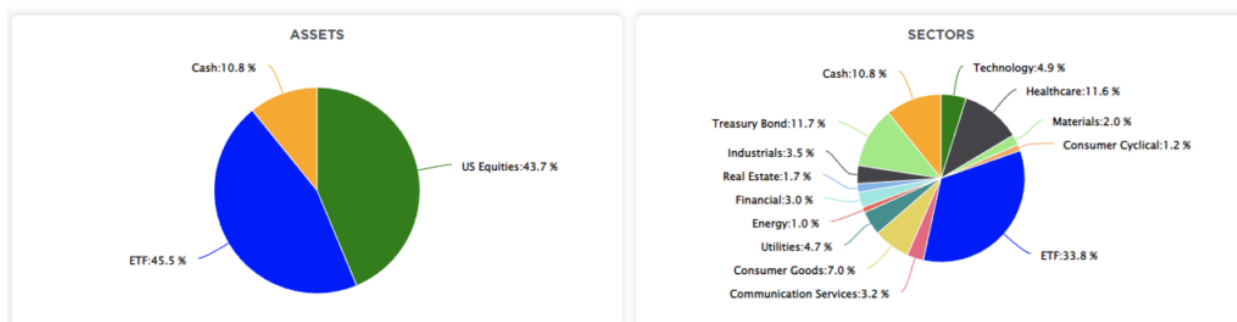 ASSETS
Cash:10.8 %
US Equities:43.7 %
ETF:45.5 %
SECTORS
Cash:10.8 %
Technology:4.9 %
Healthcare:11.6 %
Treasury Bond:11.7 %
Materials:2.0 %
Consumer Cyclical:1.2 %
Industrials:3.5 %
Real Estate:1.7 %
Financial:3.0 %
Energy:1.0 %
Utilities:4.7 %
ETF:33.8 %
Consumer Goods:7.0 %
Communication Services:3.2 %